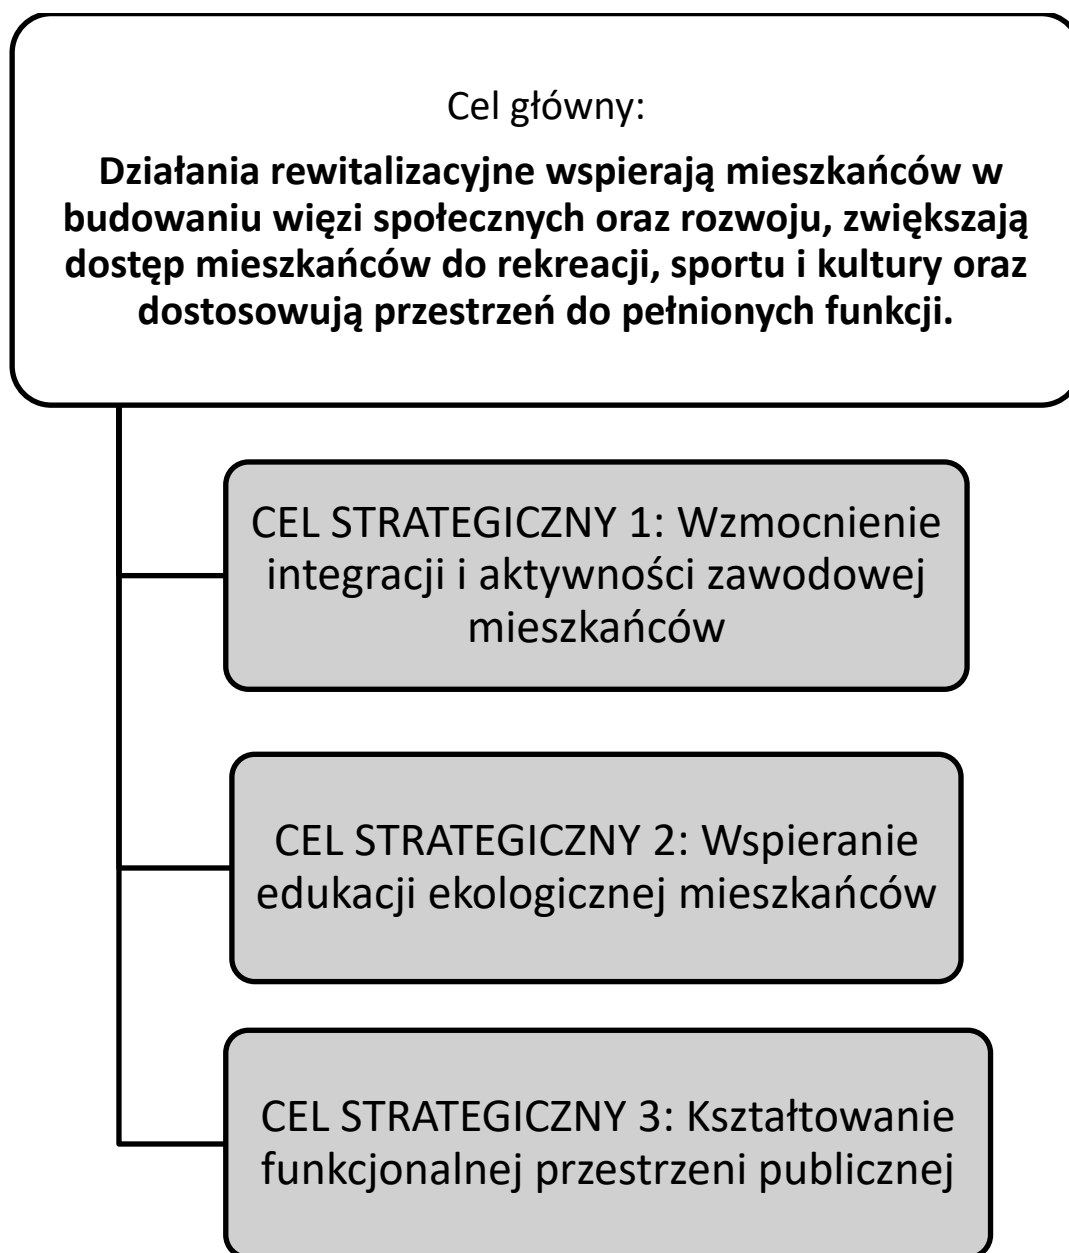 Cel główny:
Działania rewitalizacyjne wspierają mieszkańców w
budowaniu więzi społecznych oraz rozwoju, zwiększają
dostęp mieszkańców do rekreacji, sportu i kultury oraz
dostosowują przestrzeń do pełnionych funkcji.
CEL STRATEGICZNY 1: Wzmocnienie
integracji i aktywności zawodowej
mieszkańców
CEL STRATEGICZNY 2: Wspieranie
edukacji ekologicznej mieszkańców
CEL STRATEGICZNY 3: Kształtowanie
funkcjonalnej przestrzeni publicznej